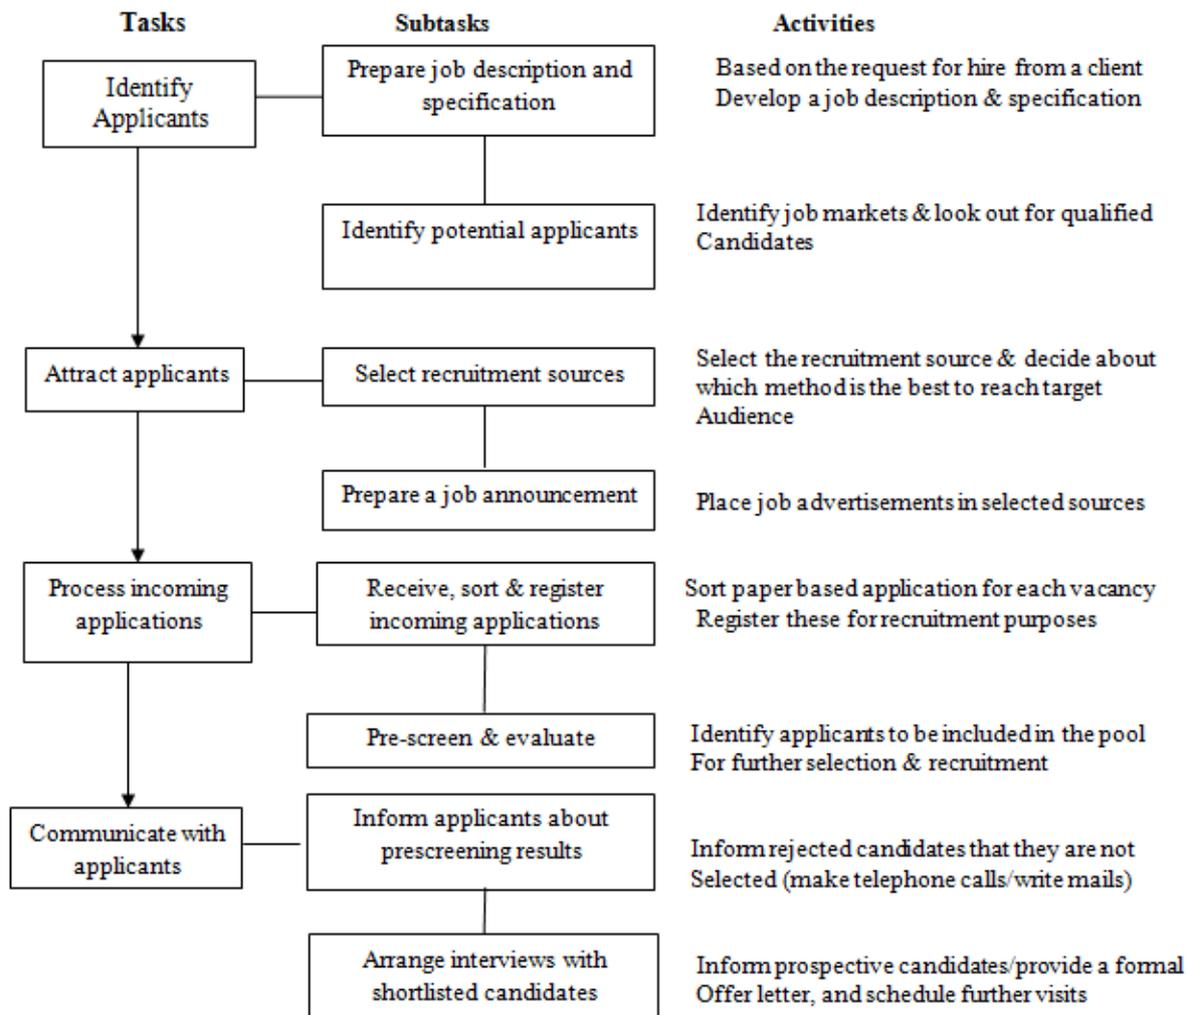 Tasks
Subtasks
Activities
Identify
Applicants
Prepare job description and
specification
Based on the request for hire from a client
Develop a job description & specification
Identify potential applicants
Identify job markets & look out for qualified
Candidates
Attract applicants
Select recruitment sources
Select the recruitment source & decide about
which method is the best to reach target
Audience
Prepare a job announcement
Place job advertisements in selected sources
Process incoming
applications
Receive, sort & register
incoming applications
Sort paper based application for each vacancy
Register these for recruitment purposes
Pre-screen & evaluate
Identify applicants to be included in the pool
For further selection & recruitment
Communicate with
applicants
Inform applicants about
prescreening results
Inform rejected candidates that they are not
Selected (make telephone calls/write mails)
Arrange interviews with
shortlisted candidates
Inform prospective candidates/provide a formal
Offer letter, and schedule further visits